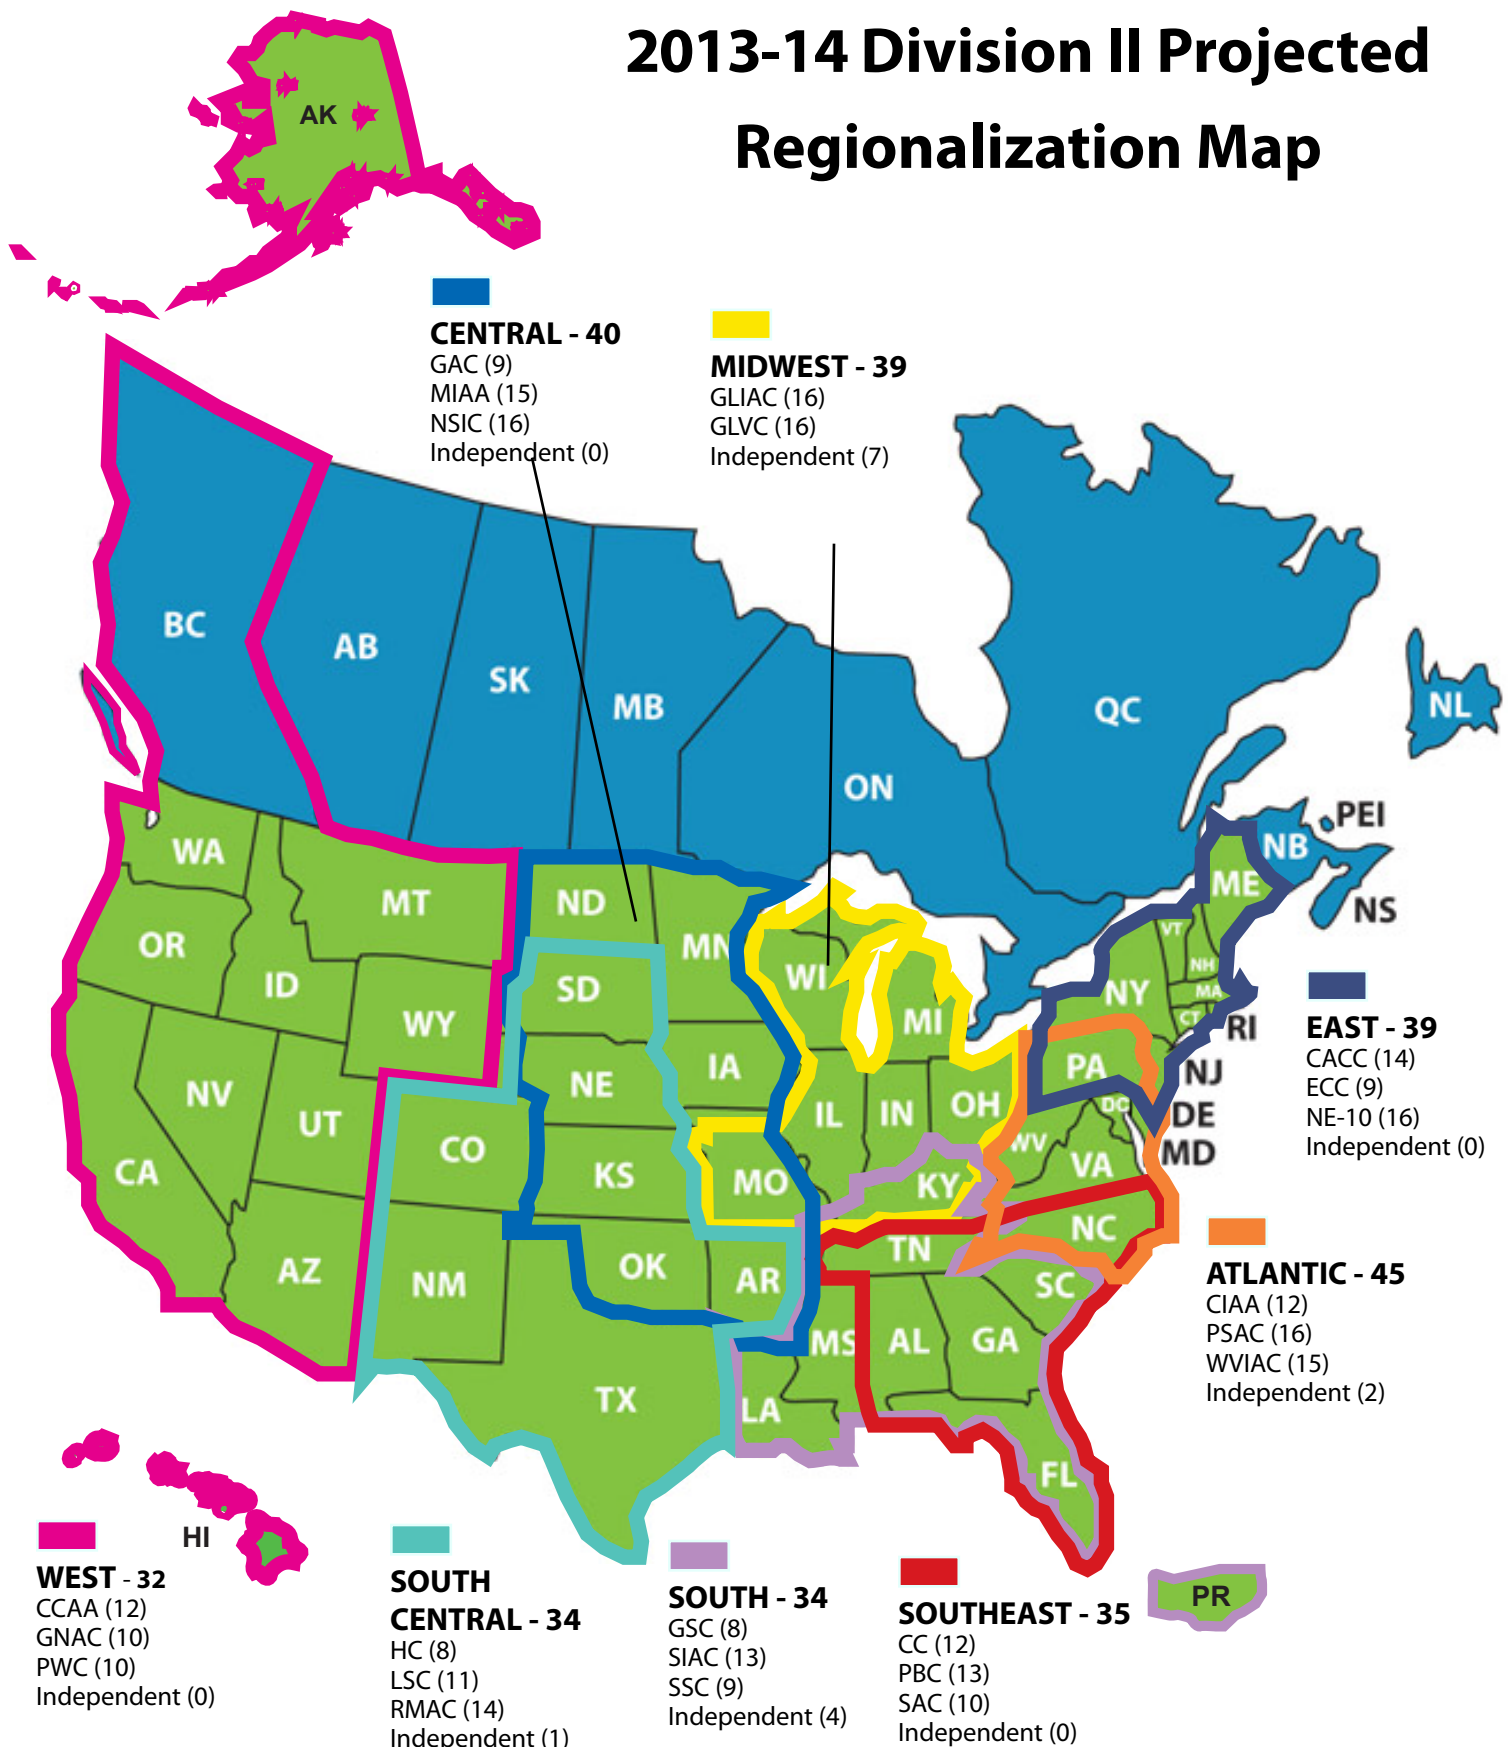 2013-14 Division II Projected
Regionalization Map
AK
CENTRAL - 40
GAC (9)
MIAA (15)
NSIC (16)
Independent (0)
MIDWEST - 39
GLIAC (16)
GLVC (16)
Independent (7)
BC
AB
SK
MB
ON
QC
NL
PEI
NB
NS
WA
MT
ND
MN
OR
ID
WY
SD
WI
MI
NY
VT
NH
ME
MA
CT
RI
EAST - 39
CACC (14)
ECC (9)
NE-10 (16)
Independent (0)
NV
UT
CO
NE
IA
IL
IN
OH
PA
NJ
DC
DE
MD
CA
KS
MO
KY
WV
VA
AZ
NM
OK
AR
TN
NC
SC
ATLANTIC - 45
CIAA (12)
PSAC (16)
WVIAC (15)
Independent (2)
TX
LA
MS
AL
GA
FL
HI
PR
WEST - 32
CCAA (12)
GNAC (10)
PWC (10)
Independent (0)
SOUTH
CENTRAL - 34
HC (8)
LSC (11)
RMAC (14)
Independent (1)
SOUTH - 34
GSC (8)
SIAC (13)
SSC (9)
Independent (4)
SOUTHEAST - 35
CC (12)
PBC (13)
SAC (10)
Independent (0)